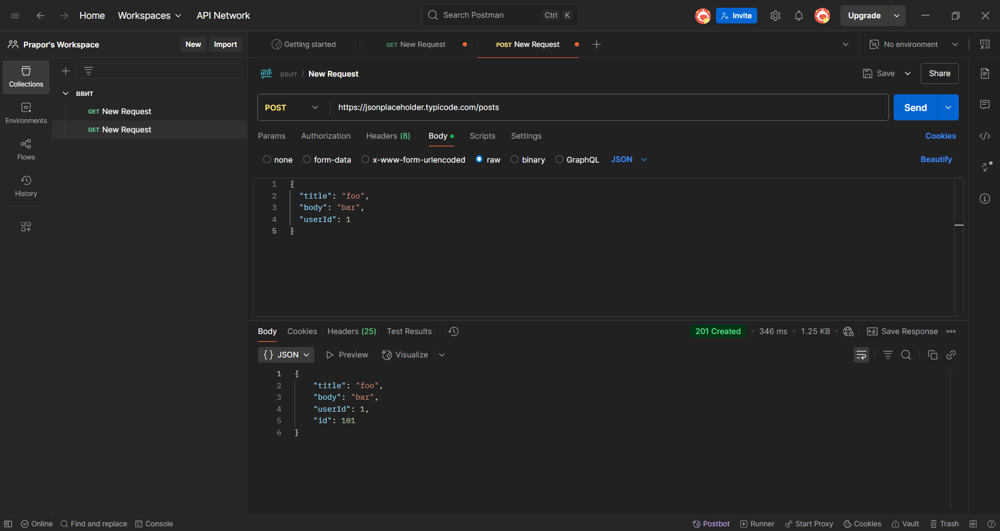 Home Workspaces API Network Search Postman Ctrl K Invite Upgrade
Prapor's Workspace New Import Getting started GET New Request POST New Request No environment
Collections
Environments
Flows
History
ввит
GET New Request
GET New Request
HTTP ввит / New Request Save Share
POST https://jsonplaceholder.typicode.com/posts Send
Params Authorization Headers (8) Body Scripts Settings Cookies
none form-data x-www-form-urlencoded raw binary GraphQL JSON Beautify
1 {
2 "title": "foo",
3 "body": "bar",
4 "userId": 1
5 }
Body Cookies Headers (25) Test Results 201 Created 346 ms 1.25 KB e.g. Save Response
{} JSON Preview Visualize
1 {
2 "title": "foo",
3 "body": "bar",
4 "userId": 1,
5 "id": 101
6 }
Online Find and replace Console Postbot Runner Start Proxy Cookies Vault Trash